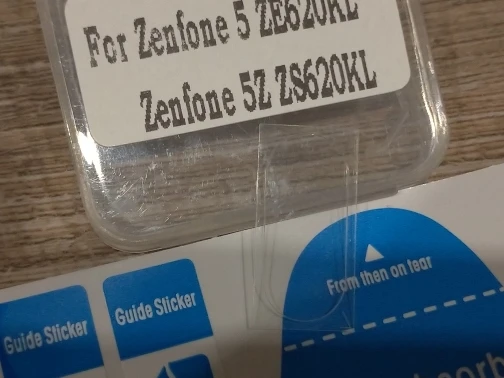 For Zenfone 5 ZE620KL
Zenfone 5Z ZS620KL
From then on tear
Guide Sticker
Guide Sticker